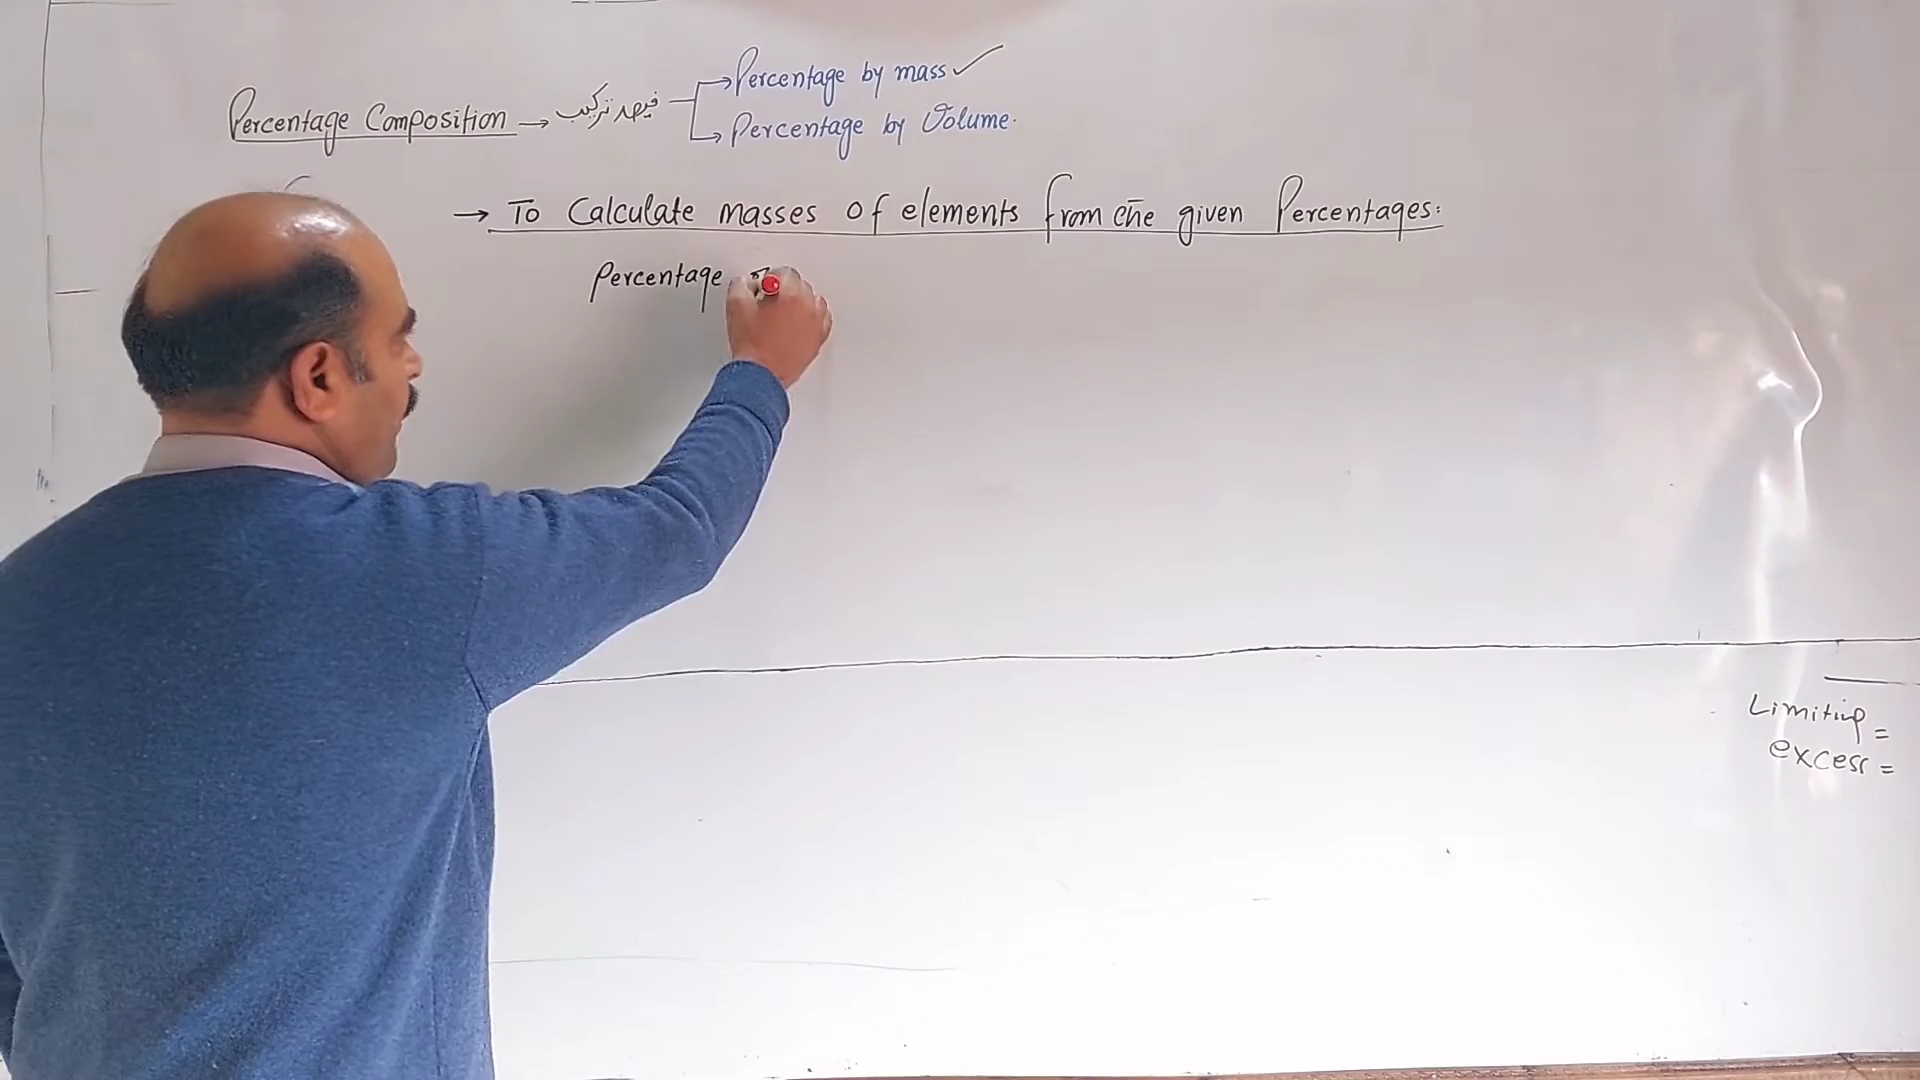 Percentage Composition → فیصد ترکیب → Percentage by mass ✓
→ Percentage by Volume.
→ To Calculate masses of elements from the given Percentages:
Percentage
Limiting =
excess =